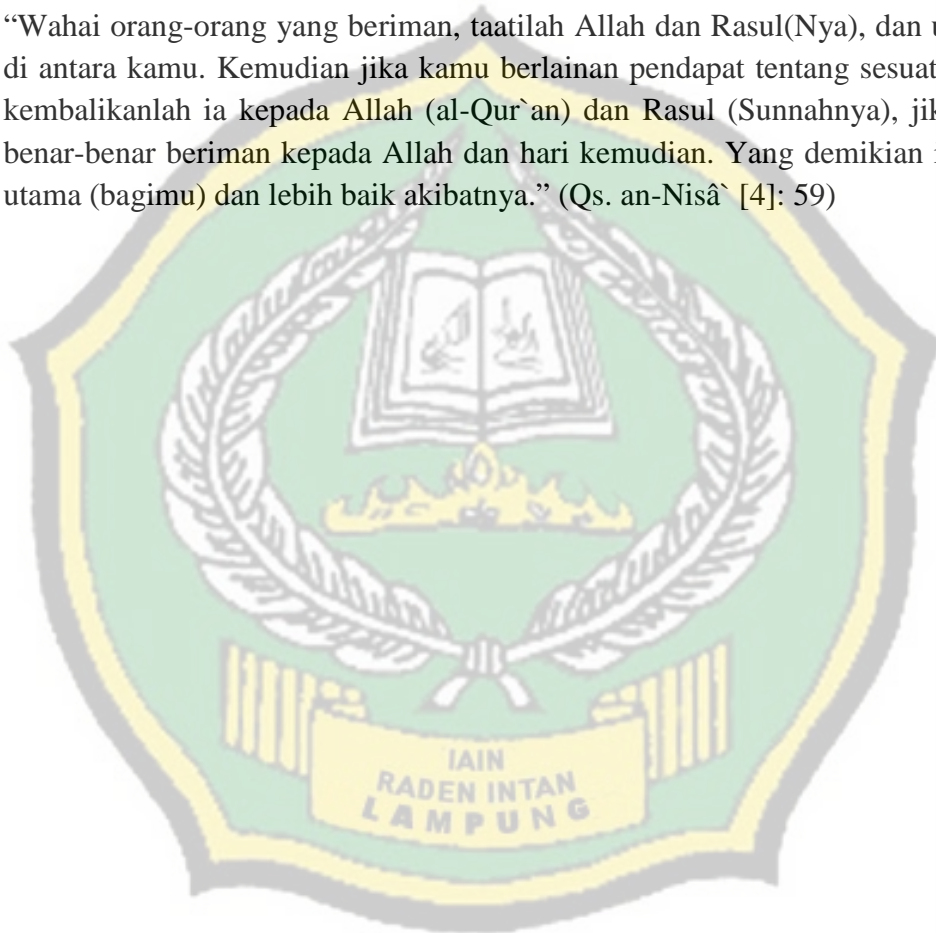 “Wahai orang-orang yang beriman, taatilah Allah dan Rasul(Nya), dan
di antara kamu. Kemudian jika kamu berlainan pendapat tentang
kembalikanlah ia kepada Allah (al-Qur`an) dan Rasul (Sunnahnya),
benar-benar beriman kepada Allah dan hari kemudian. Yang demikian
utama (bagimu) dan lebih baik akibatnya.” (Qs. an-Nisâ` [4]: 59)
IAIN
RADEN INTAN
LAMPUNG